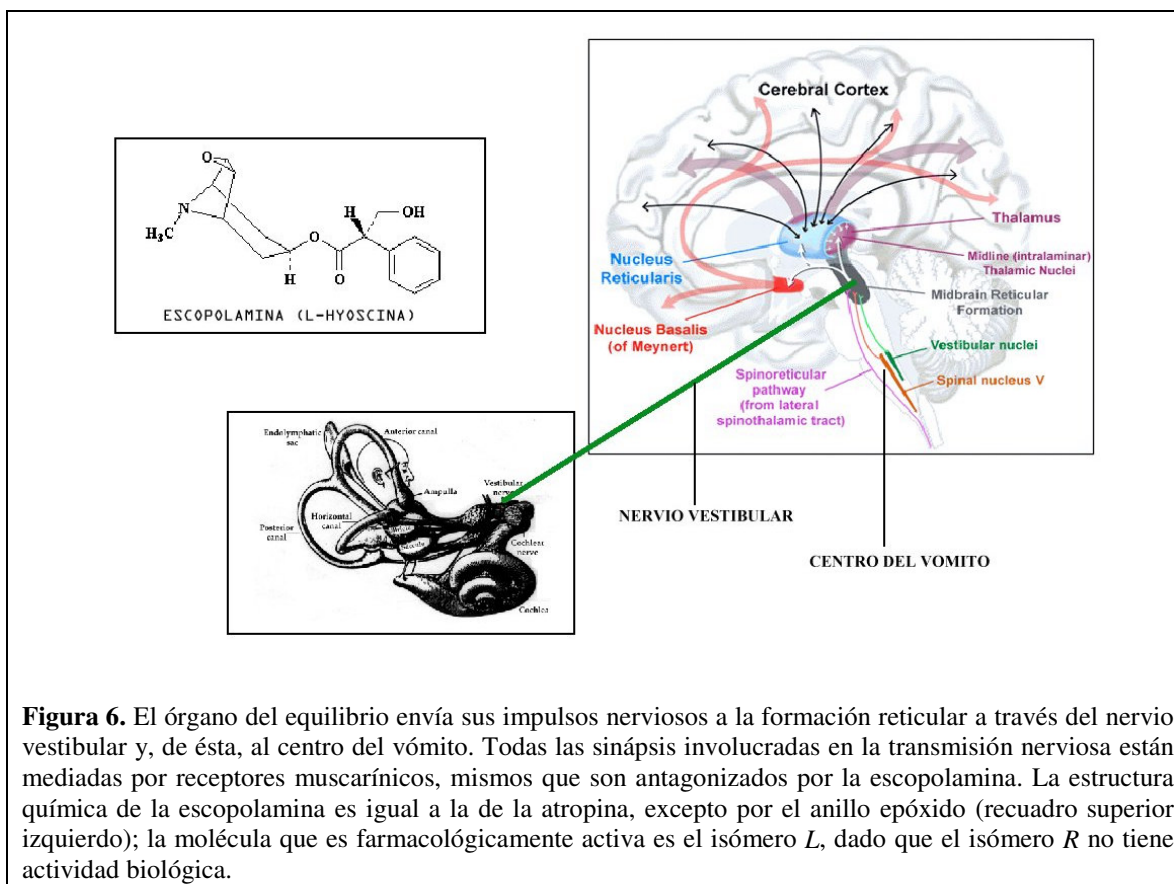 Cerebral Cortex
Thalamus
Midline (intralaminar)
Thalamic Nuclei
Nucleus
Reticularis
Midbrain Reticular
Formation
Nucleus Basalis
(of Meynert)
Vestibular nuclei
Spinal nucleus V
Spinoreticular
pathway
(from lateral
spinothalamic tract)
O
N
H₃C
H
O
O
H
OH
ESCOPOLAMINA (L-HYOSCINA)
Endolymphatic
sac
Anterior canal
Ampulla
Vestibular
nerve
Horizontal
canal
Posterior
canal
Utricle
Saccule
Cochlear
nerve
Cochlea
NERVIO VESTIBULAR
CENTRO DEL VOMITO
Figura 6. El órgano del equilibrio envía sus impulsos nerviosos a la formación reticular a través del nervio
vestibular y, de ésta, al centro del vómito. Todas las sinápsis involucradas en la transmisión nerviosa están
mediadas por receptores muscarínicos, mismos que son antagonizados por la escopolamina. La estructura
química de la escopolamina es igual a la de la atropina, excepto por el anillo epóxido (recuadro superior
izquierdo); la molécula que es farmacológicamente activa es el isómero L, dado que el isómero R no tiene
actividad biológica.